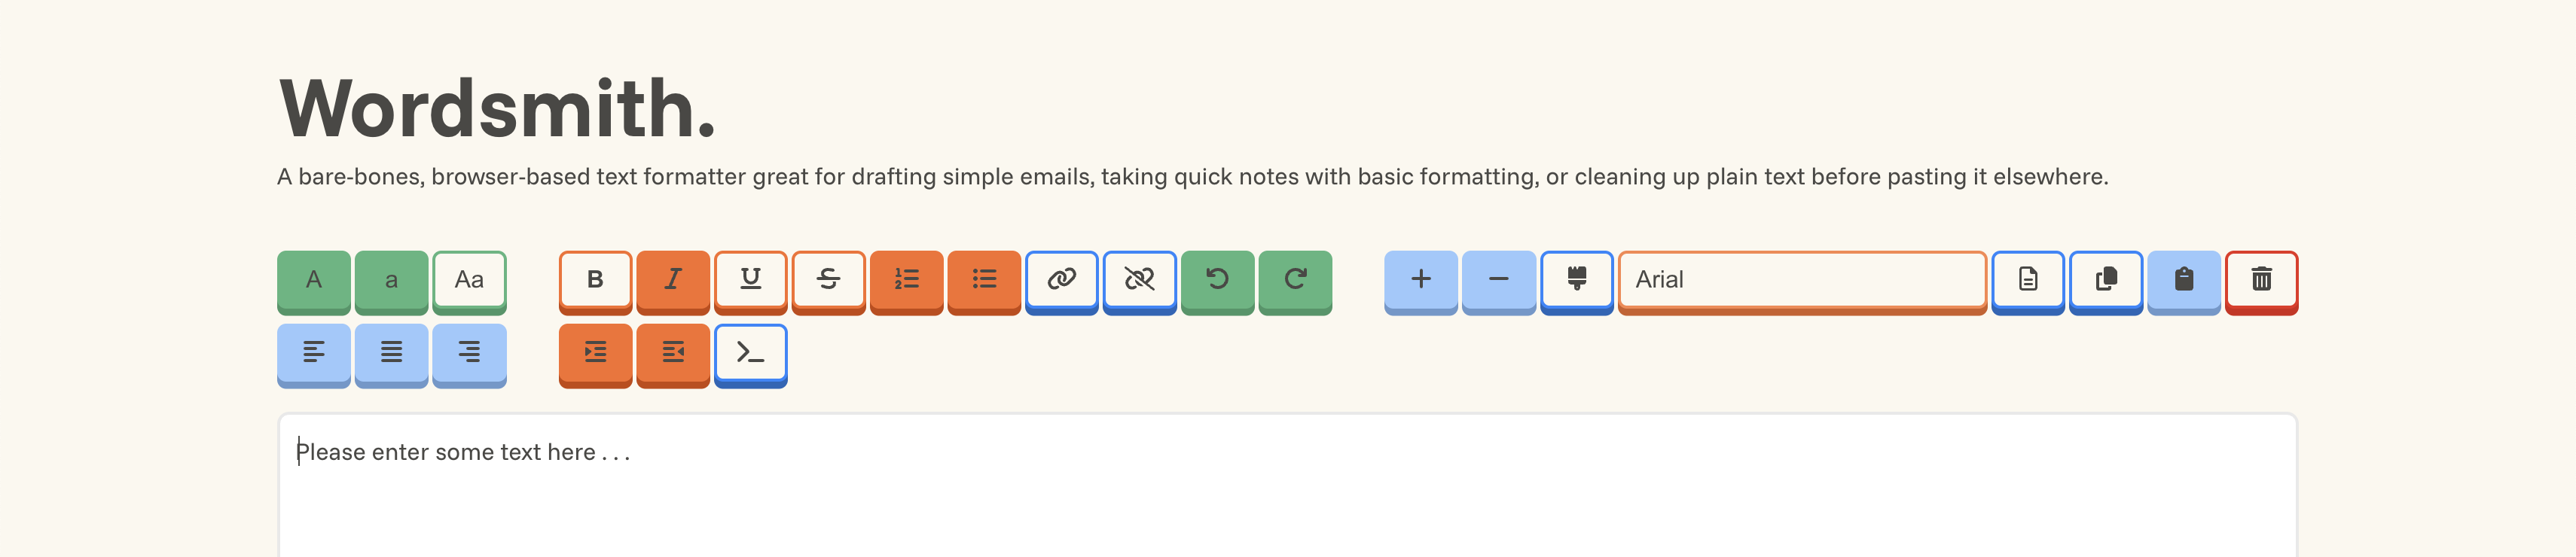 Wordsmith.
A bare-bones, browser-based text formatter great for drafting simple emails, taking quick notes with basic formatting, or cleaning up plain text before pasting it elsewhere.
A a Aa B I U S Arial
Please enter some text here . . .